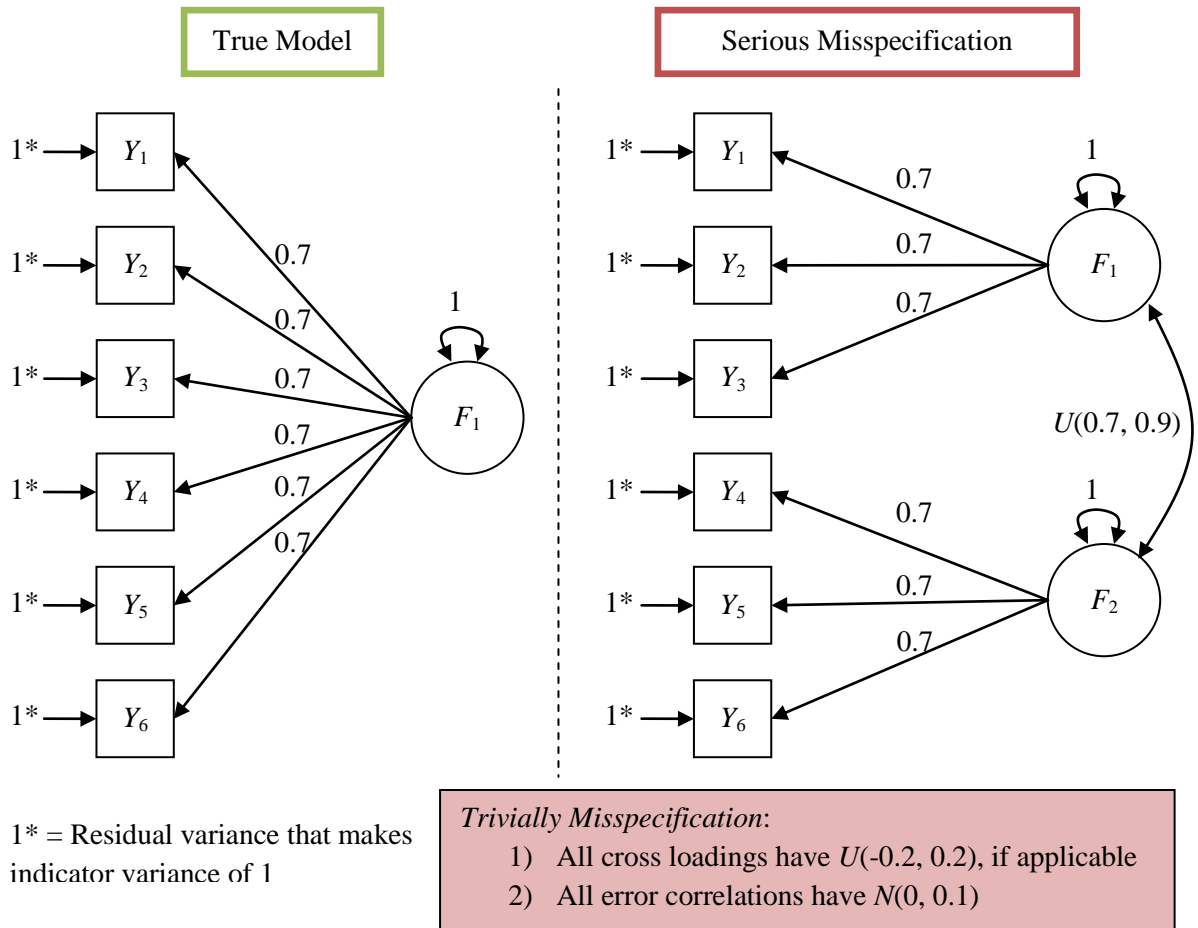 True Model
Serious Misspecification
1*
Y1
0.7
1*
Y2
0.7
1*
Y3
0.7
1*
Y4
0.7
1*
Y5
0.7
1*
Y6
0.7
1
F1
1*
Y1
0.7
1*
Y2
0.7
1*
Y3
0.7
1
F1
U(0.7, 0.9)
1*
Y4
0.7
1*
Y5
0.7
1*
Y6
0.7
1
F2
1* = Residual variance that makes
indicator variance of 1
Trivially Misspecification:
1) All cross loadings have U(-0.2, 0.2), if applicable
2) All error correlations have N(0, 0.1)